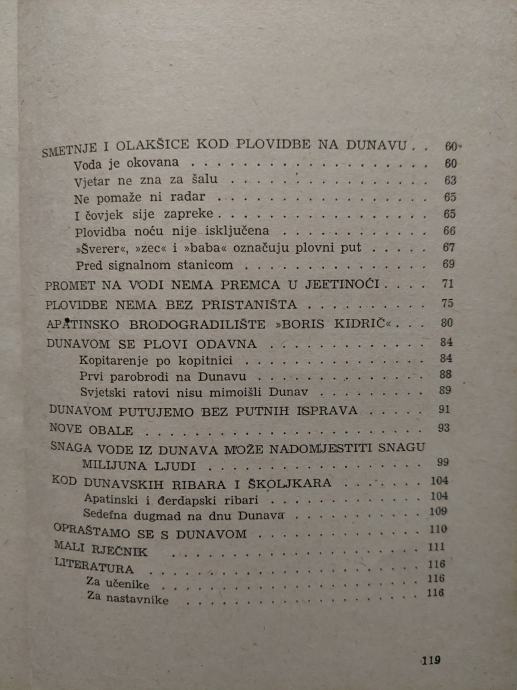 SMETNJE I OLAKŠICE KOD PLOVIDBE NA DUNAVU . . 60
Voda je okovana . . . . . . . . . . . . . . . . 60
Vjetar ne zna za šalu . . . . . . . . . . . . . 63
Ne pomaže ni radar . . . . . . . . . . . . . . 65
I čovjek sije zapreke . . . . . . . . . . . . . . 65
Plovidba noću nije isključena . . . . . . . . . . 66
»Šverer«, »zec« i »baba« označuju plovni put . . 67
Pred signalnom stanicom . . . . . . . . . . . . 69
PROMET NA VODI NEMA PREMCA U JEFTINOĆI . . 71
PLOVIDBE NEMA BEZ PRISTANIŠTA . . . . . . . . 75
APATINSKO BRODOGRADILIŠTE »BORIS KIDRIČ« . . . 80
DUNAVOM SE PLOVI ODAVNA . . . . . . . . . . . 84
Kopitarenje po kopitnici . . . . . . . . . . . . 84
Prvi parobrodi na Dunavu . . . . . . . . . . . 88
Svjetski ratovi nisu mimoišli Dunav . . . . . . . 89
DUNAVOM PUTUJEMO BEZ PUTNIH ISPRAVA . . . . 91
NOVE OBALE . . . . . . . . . . . . . . . . . . 93
SNAGA VODE IZ DUNAVA MOŽE NADOMJESTITI SNAGU
MILIJUNA LJUDI . . . . . . . . . . . . . . . 99
KOD DUNAVSKIH RIBARA I ŠKOLJKARA . . . . . . 104
Apatinski i đerdapski ribari . . . . . . . . . . 104
Sedefna dugmad na dnu Dunava . . . . . . . . . 109
OPRAŠTAMO SE S DUNAVOM . . . . . . . . . . . 110
MALI RJEČNIK . . . . . . . . . . . . . . . . . 111
LITERATURA . . . . . . . . . . . . . . . . . . 116
Za učenike . . . . . . . . . . . . . . . . . . 116
Za nastavnike . . . . . . . . . . . . . . . . . 116
119